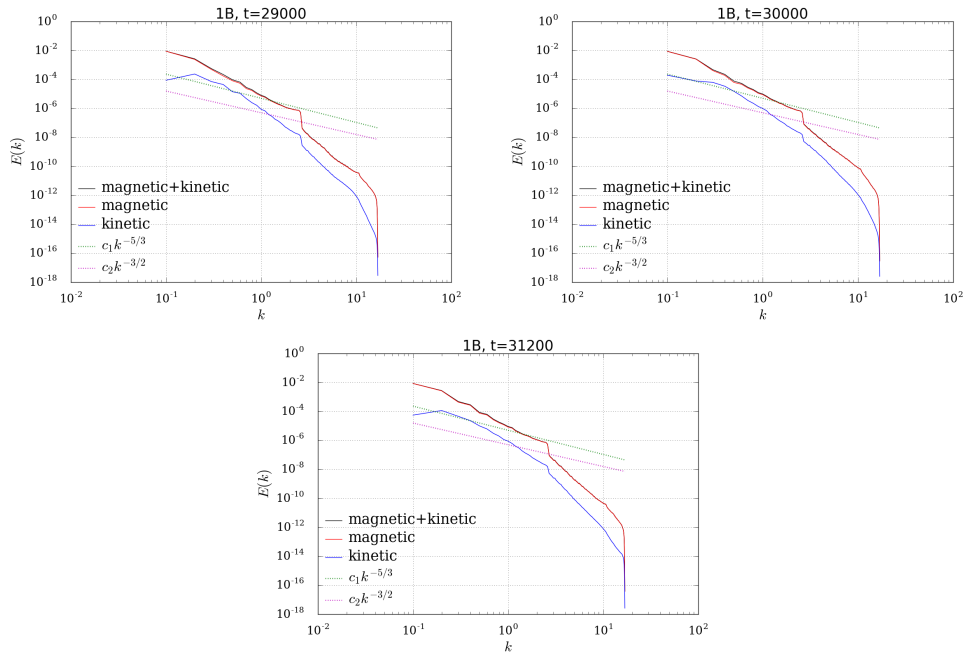 1B, t=29000
10^0
10^-2
10^-4
10^-6
10^-8
10^-10
10^-12
10^-14
10^-16
10^-18
E(k)
magnetic+kinetic
magnetic
kinetic
c_1k^{-5/3}
c_2k^{-3/2}
10^-2 10^-1 10^0 10^1 10^2
k
1B, t=30000
10^0
10^-2
10^-4
10^-6
10^-8
10^-10
10^-12
10^-14
10^-16
10^-18
E(k)
magnetic+kinetic
magnetic
kinetic
c_1k^{-5/3}
c_2k^{-3/2}
10^-2 10^-1 10^0 10^1 10^2
k
1B, t=31200
10^0
10^-2
10^-4
10^-6
10^-8
10^-10
10^-12
10^-14
10^-16
10^-18
E(k)
magnetic+kinetic
magnetic
kinetic
c_1k^{-5/3}
c_2k^{-3/2}
10^-2 10^-1 10^0 10^1 10^2
k